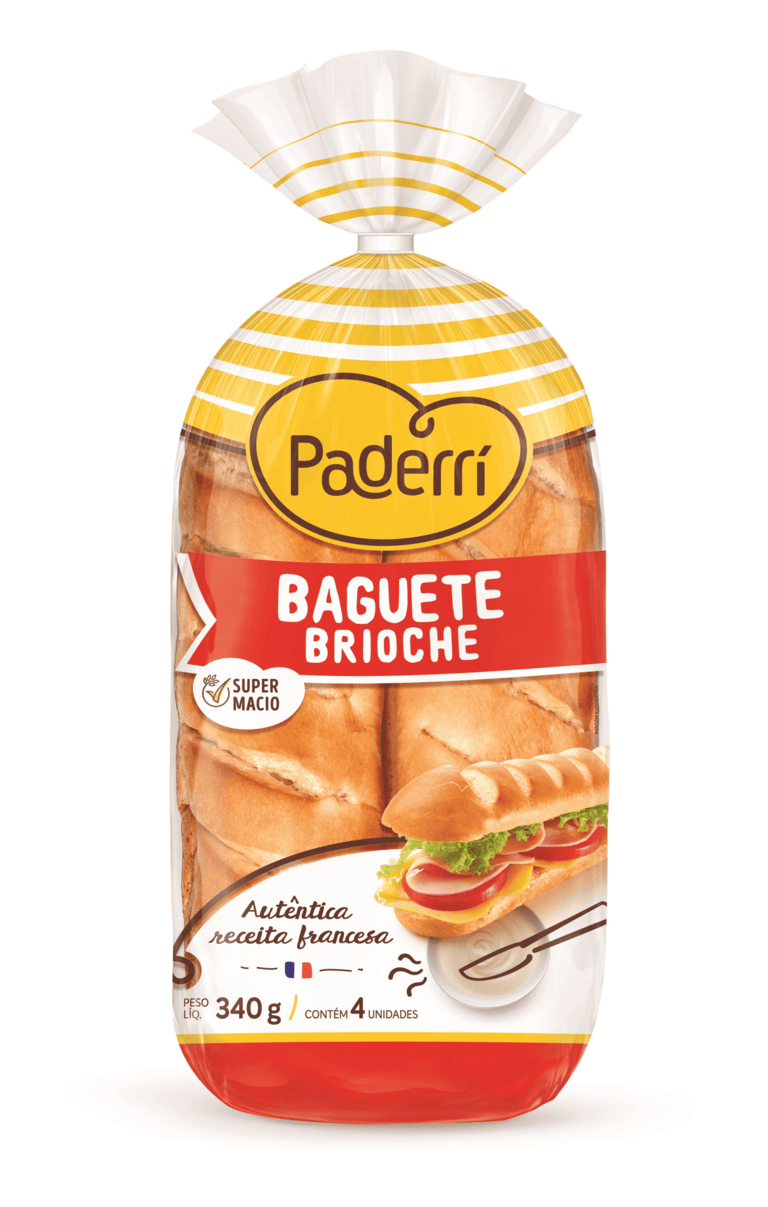 Paderrí
BAGUETE
BRIOCHE
SUPER
MACIO
Autêntica
receita francesa
PESO
LÍQ. 340 g / CONTÉM 4 UNIDADES